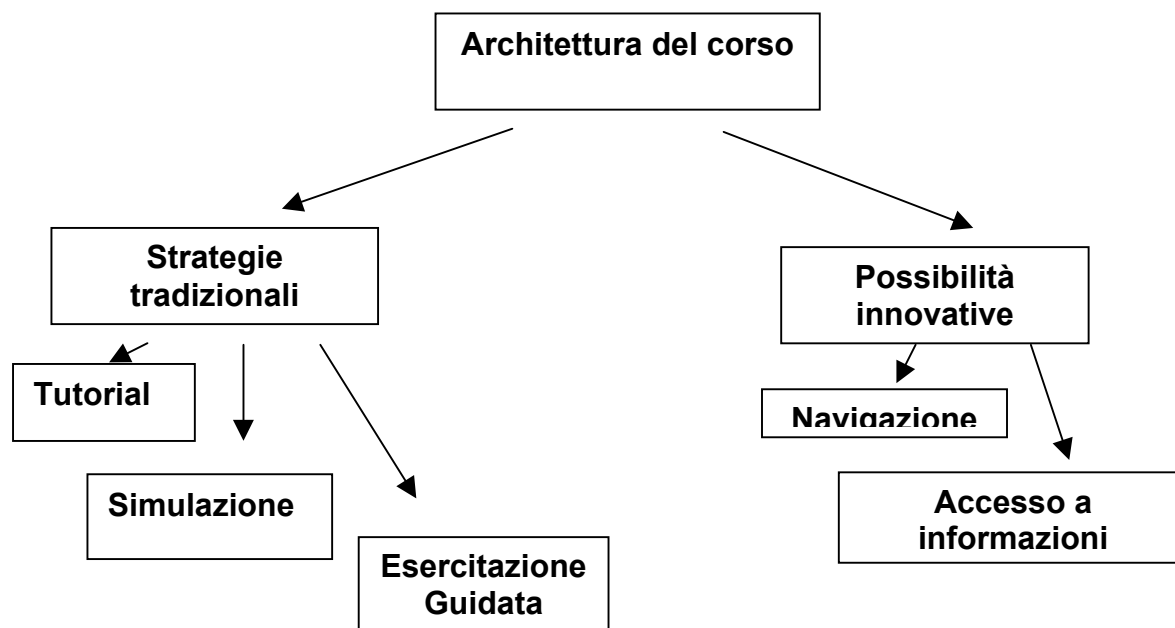 Architettura del corso
Strategie
tradizionali
Possibilità
innovative
Tutorial
Navigazione
Simulazione
Accesso a
informazioni
Esercitazione
Guidata